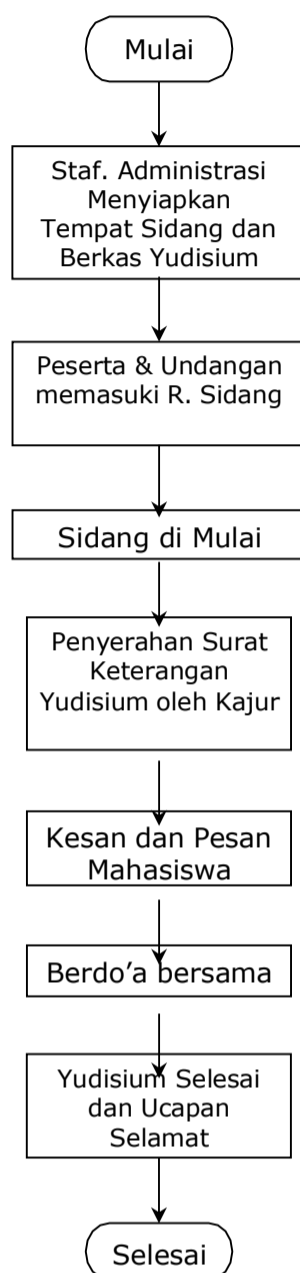 Mulai
Staf. Administrasi
Menyiapkan
Tempat Sidang dan
Berkas Yudisium
Peserta & Undangan
memasuki R. Sidang
Sidang di Mulai
Penyerahan Surat
Keterangan
Yudisium oleh Kajur
Kesan dan Pesan
Mahasiswa
Berdo’a bersama
Yudisium Selesai
dan Ucapan
Selamat
Selesai